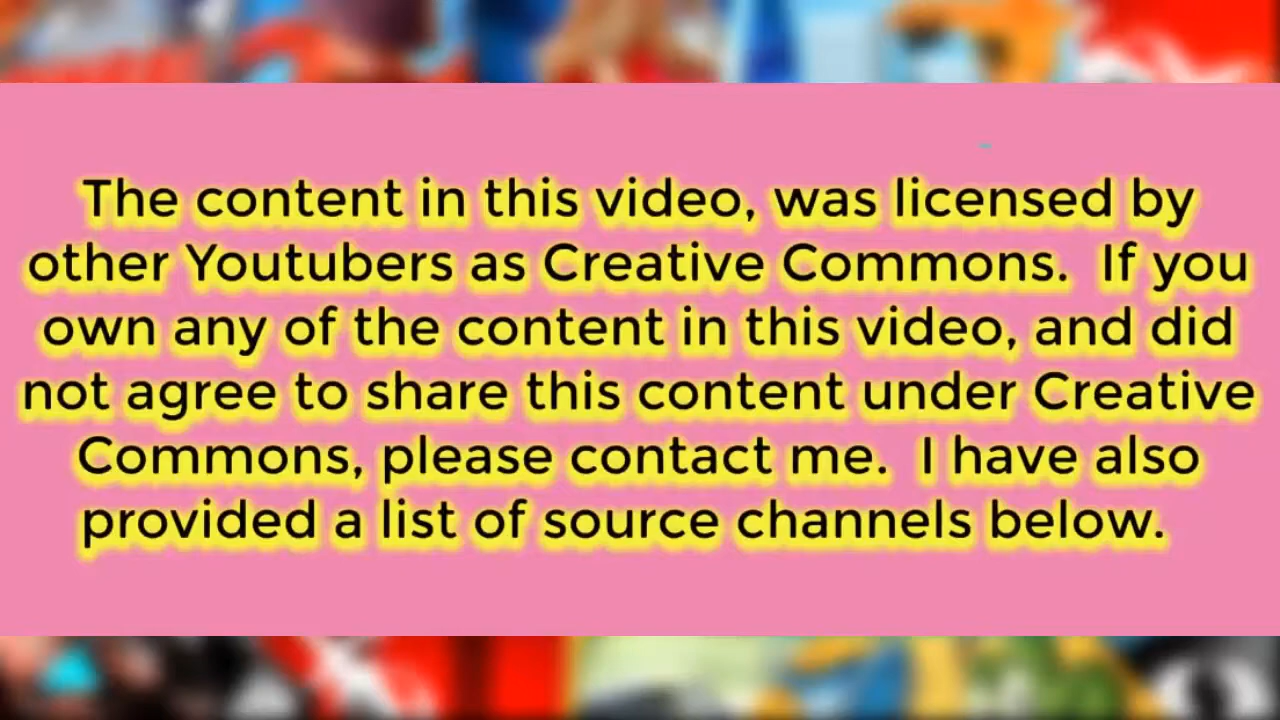 The content in this video, was licensed by
other Youtubers as Creative Commons.  If you
own any of the content in this video, and did
not agree to share this content under Creative
Commons, please contact me.  I have also
provided a list of source channels below.